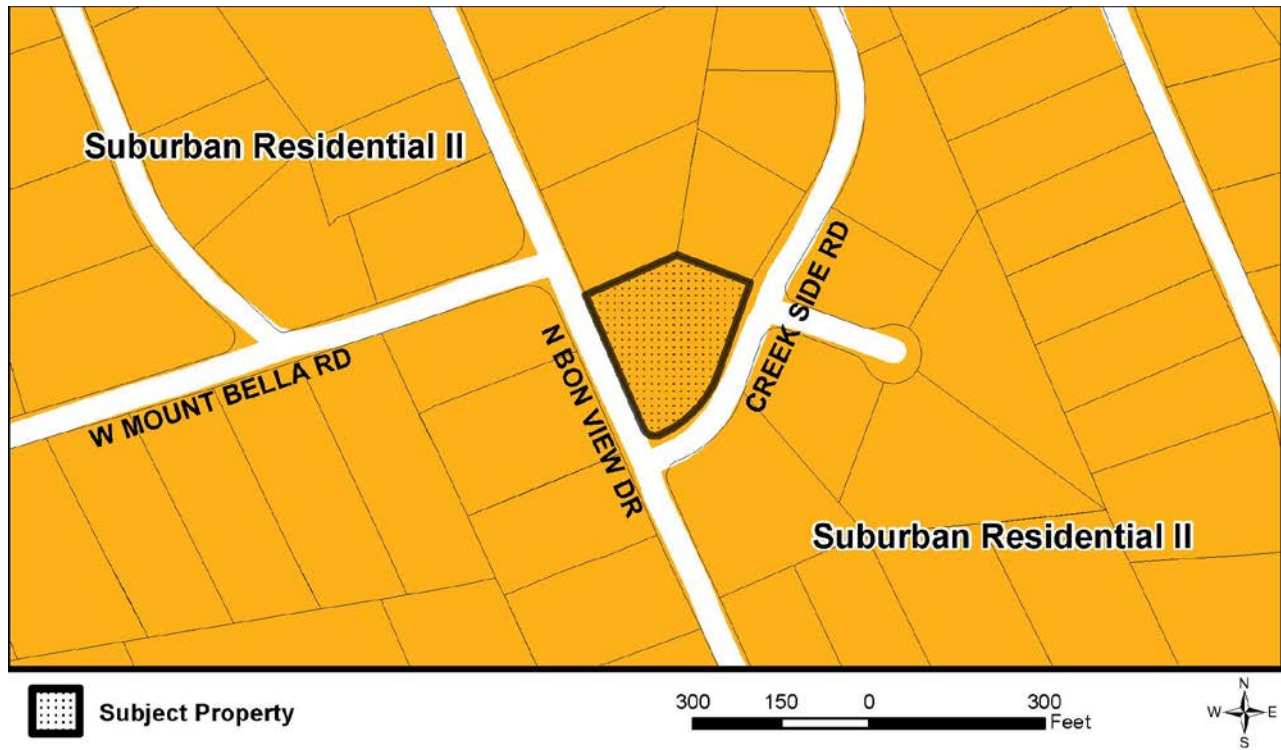 Suburban Residential II
CREEK SIDE RD
W MOUNT BELLA RD
N BON VIEW DR
Suburban Residential II
Subject Property
300 150 0 300
Feet
N
W E
S